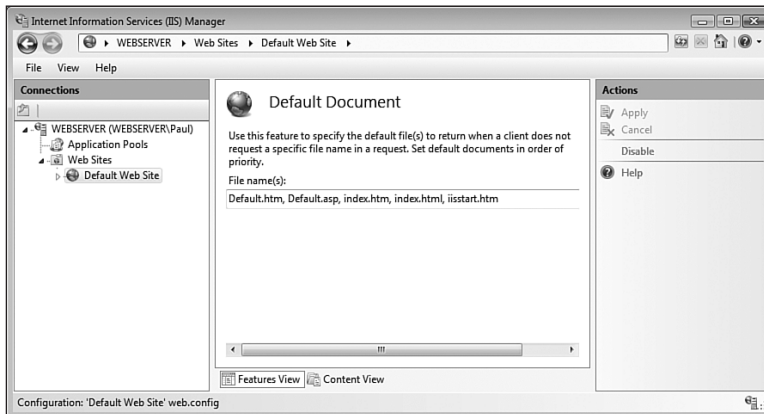 Internet Information Services (IIS) Manager
WEBSERVER Web Sites Default Web Site
File View Help
Connections
WEBSERVER (WEBSERVER\Paul)
Application Pools
Web Sites
Default Web Site
Default Document
Use this feature to specify the default file(s) to return when a client does not
request a specific file name in a request. Set default documents in order of
priority.
File name(s):
Default.htm, Default.asp, index.htm, index.html, iisstart.htm
Features View Content View
Actions
Apply
Cancel
Disable
Help
Configuration: 'Default Web Site' web.config